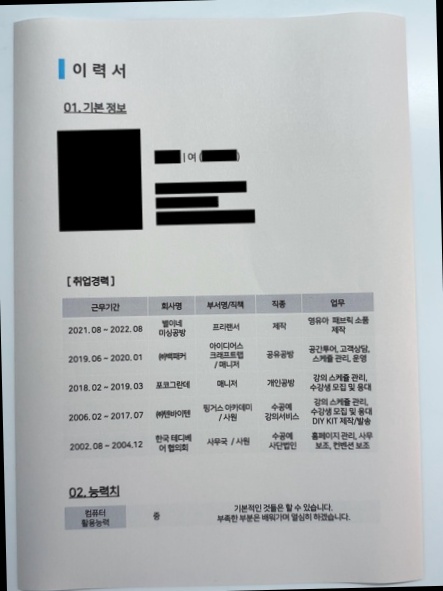 이 력 서
01. 기본 정보
| 여 ( )
[ 취업경력 ]
근무기간 회사명 부서명/직책 직종 업무
2021. 08 ~ 2022. 08 별이네 미싱공방 프리랜서 제작 영유아 패브릭 소품 제작
2019. 06 ~ 2020. 01 ㈜백패커 아이디어스 크래프트랩 / 매니저 공유공방 공간투어, 고객상담, 스케쥴 관리, 운영
2018. 02 ~ 2019. 03 포코그란데 매니저 개인공방 강의 스케쥴 관리, 수강생 모집 및 응대
2006. 02 ~ 2017. 07 ㈜텐바이텐 핑거스 아카데미 / 사원 수공예 강의서비스 강의 스케쥴 관리, 수강생 모집 및 응대 DIY KIT 제작/발송
2002. 08 ~ 2004.12 한국 테디베어 협의회 사무국 / 사원 수공예 사단법인 홈페이지 관리, 사무 보조, 컨벤션 보조
02. 능력치
컴퓨터 활용능력 중 기본적인 것들은 할 수 있습니다.
부족한 부분은 배워가며 열심히 하겠습니다.